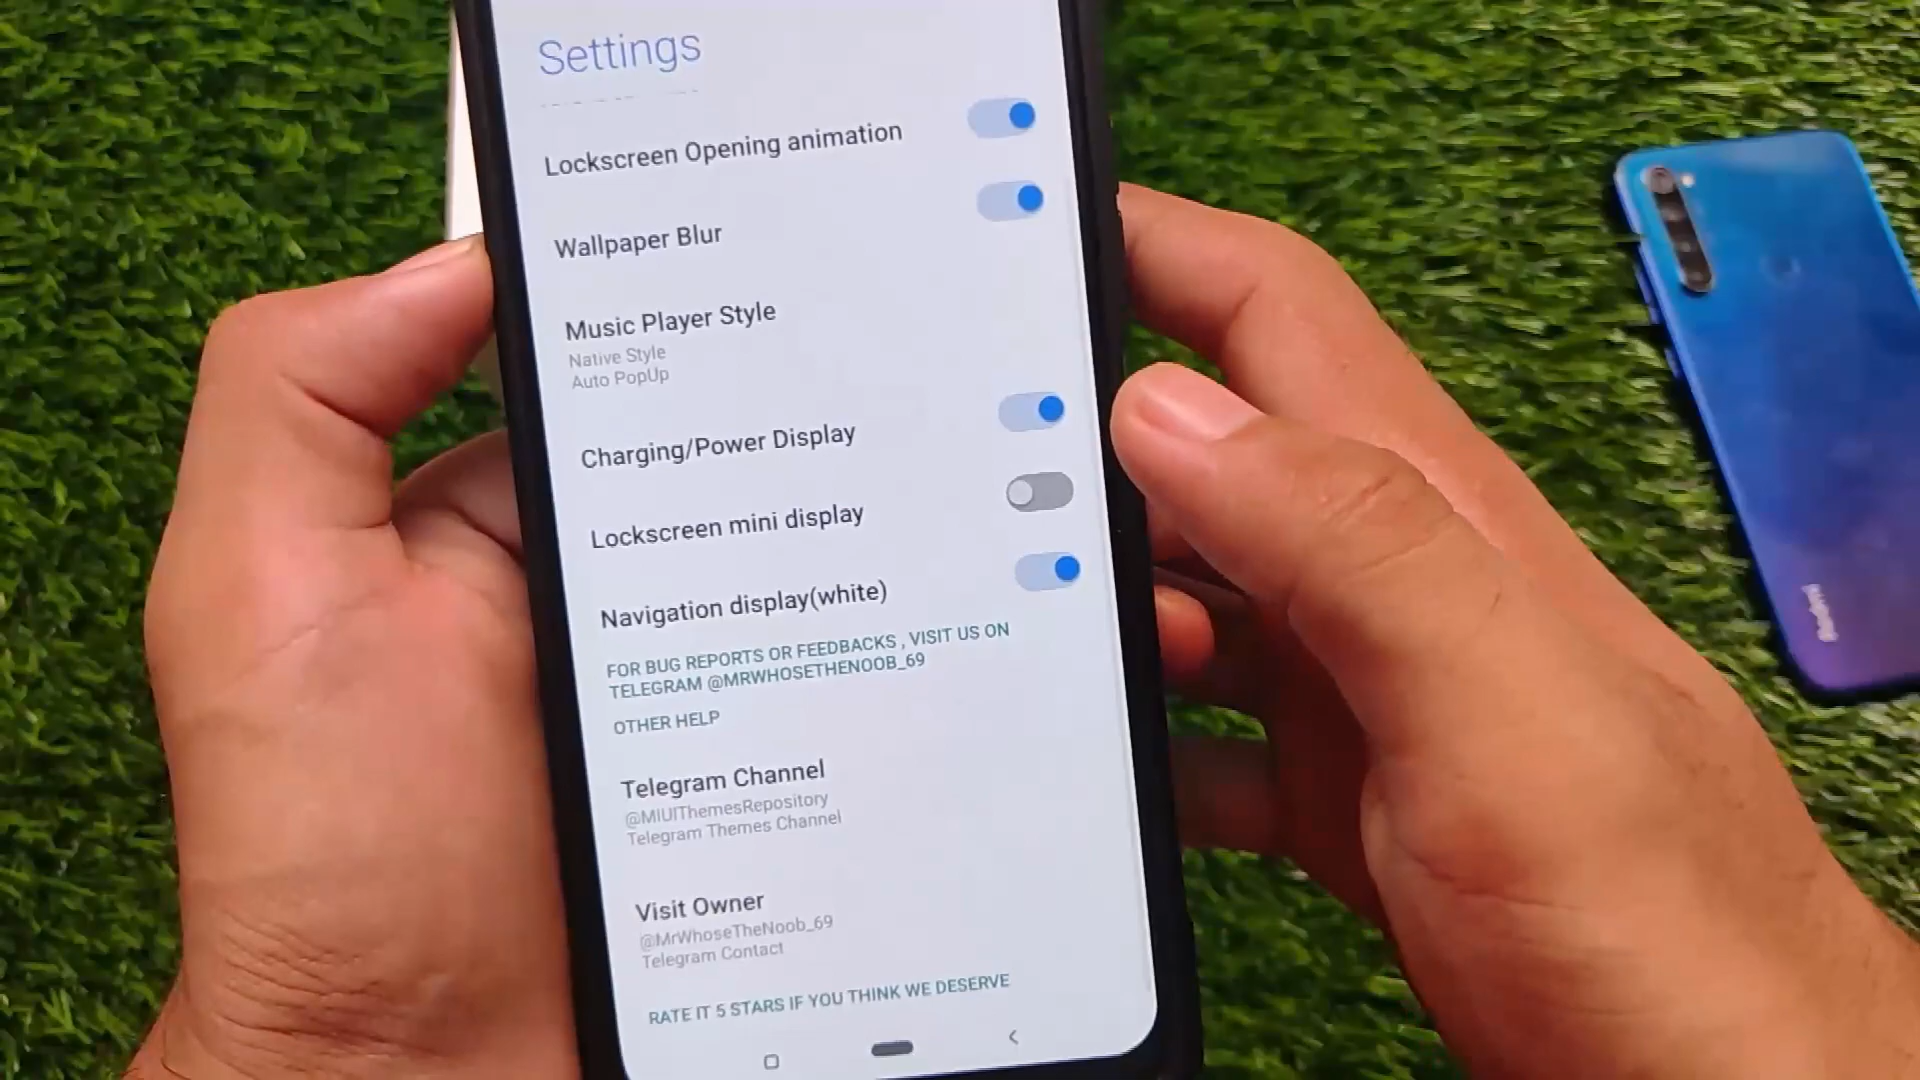 Settings
Lockscreen Opening animation
Wallpaper Blur
Music Player Style
Native Style
Auto PopUp
Charging/Power Display
Lockscreen mini display
Navigation display(white)
FOR BUG REPORTS OR FEEDBACKS , VISIT US ON
TELEGRAM @MRWHOSETHENOOB_69
OTHER HELP
Telegram Channel
@MIUIThemesRepository
Telegram Themes Channel
Visit Owner
@MrWhoseTheNoob_69
Telegram Contact
RATE IT 5 STARS IF YOU THINK WE DESERVE
Redmi